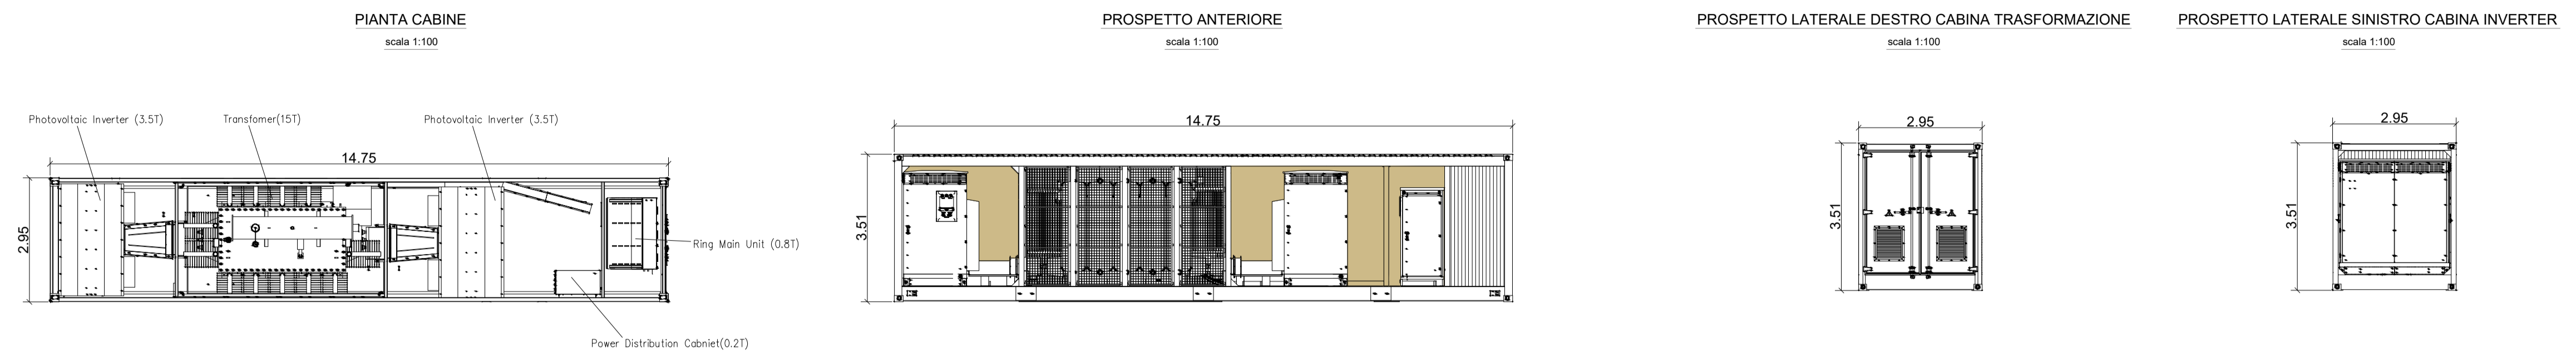 PIANTA CABINE
scala 1:100
Photovoltaic Inverter (3.5T)
Transfomer(15T)
Photovoltaic Inverter (3.5T)
14.75
2.95
Ring Main Unit (0.8T)
Power Distribution Cabniet(0.2T)
PROSPETTO ANTERIORE
scala 1:100
14.75
3.51
PROSPETTO LATERALE DESTRO CABINA TRASFORMAZIONE
scala 1:100
2.95
3.51
PROSPETTO LATERALE SINISTRO CABINA INVERTER
scala 1:100
2.95
3.51